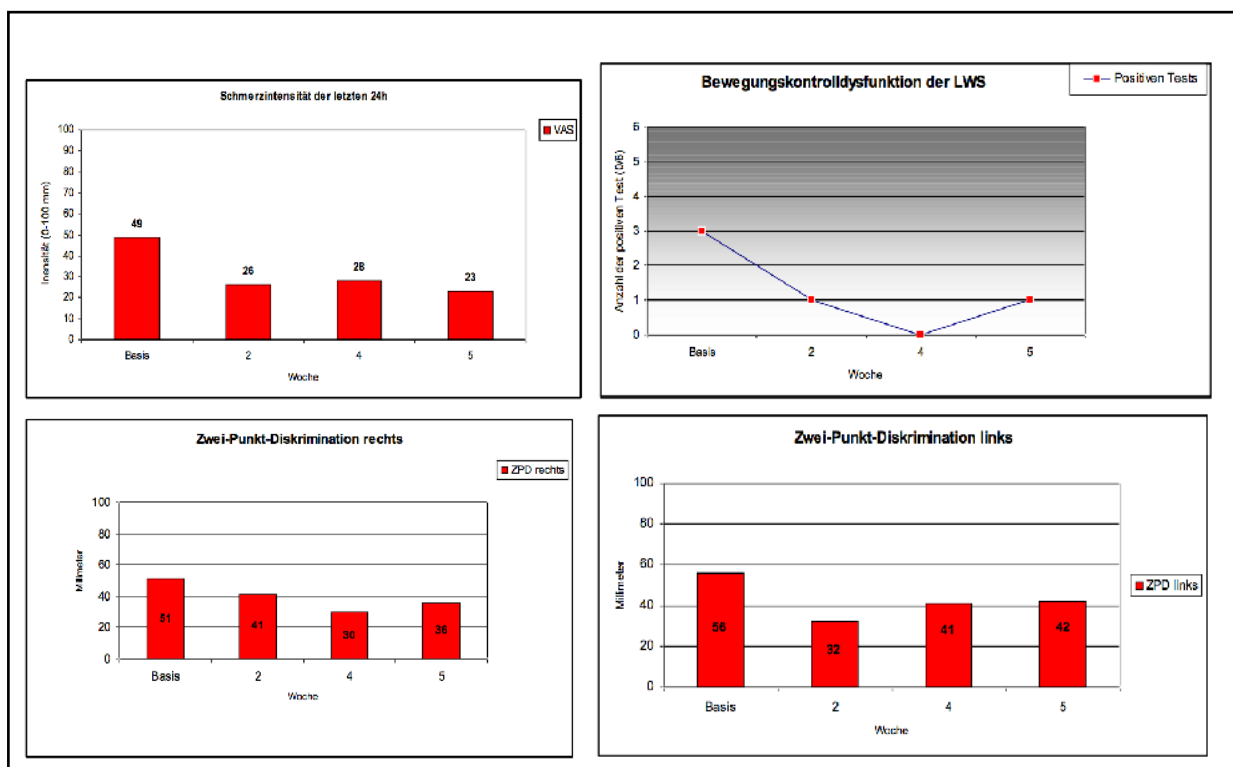 Schmerzintensität der letzten 24h
VAS
Inensität (0-100 mm)
100
90
80
70
60
50
40
30
20
10
0
49
26
28
23
Basis
2
4
5
Woche
Bewegungskontrolldysfunktion der LWS
Positiven Tests
Anzahl der positiven Test (0/6)
6
5
4
3
2
1
0
Basis
2
4
5
Woche
Zwei-Punkt-Diskrimination rechts
ZPD rechts
Millimeter
100
80
60
40
20
0
51
41
30
36
Basis
2
4
5
Woche
Zwei-Punkt-Diskrimination links
ZPD links
Millimeter
100
80
60
40
20
0
56
32
41
42
Basis
2
4
5
Woche